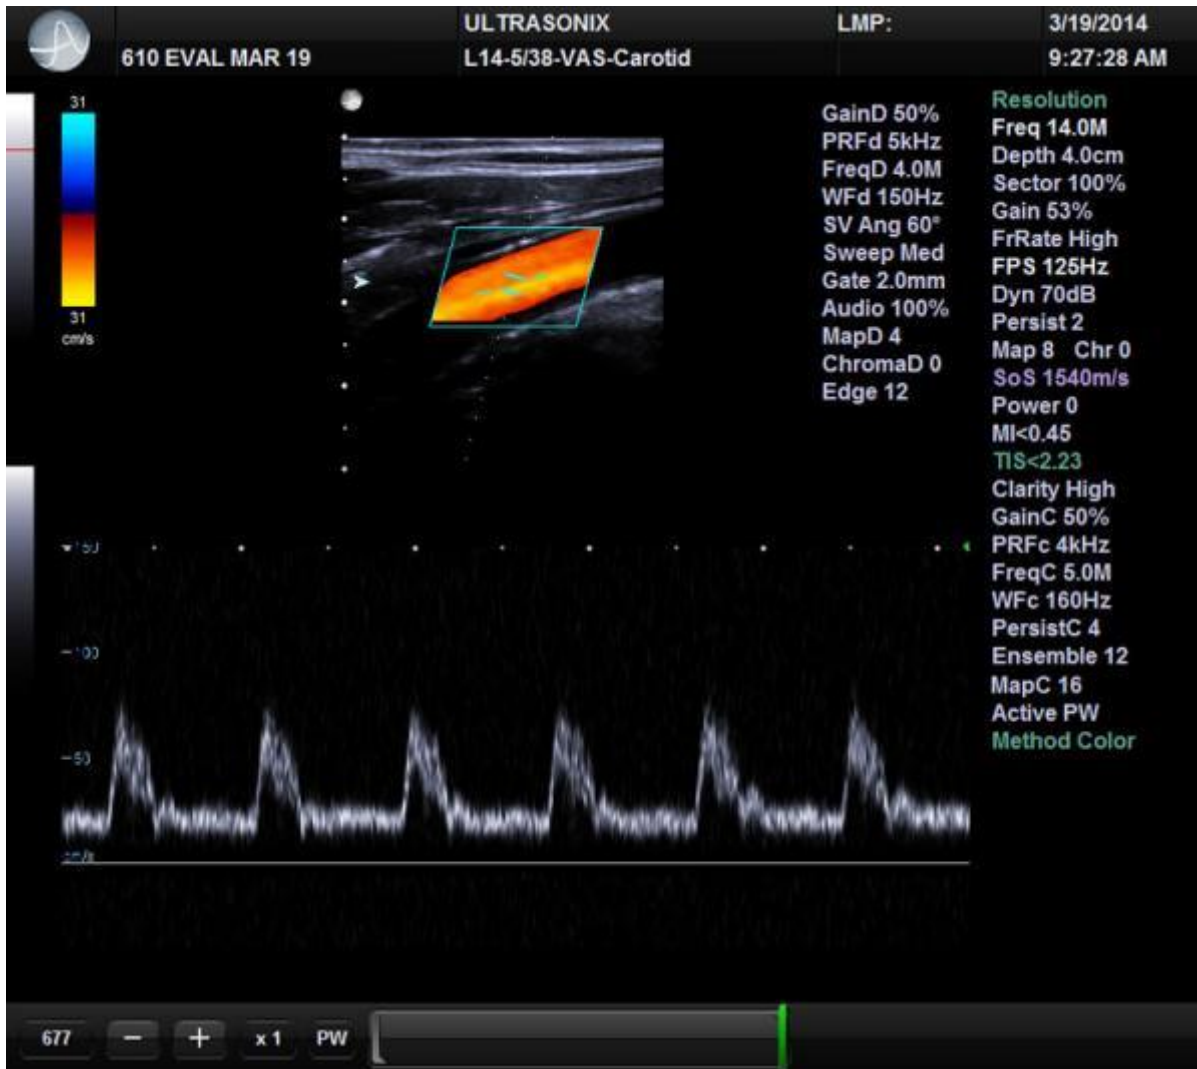 ULTRASONIX LMP: 3/19/2014
610 EVAL MAR 19 L14-5/38-VAS-Carotid 9:27:28 AM
31
31
cm/s
GainD 50%
PRFd 5kHz
FreqD 4.0M
WFd 150Hz
SV Ang 60°
Sweep Med
Gate 2.0mm
Audio 100%
MapD 4
ChromaD 0
Edge 12
Resolution
Freq 14.0M
Depth 4.0cm
Sector 100%
Gain 53%
FrRate High
FPS 125Hz
Dyn 70dB
Persist 2
Map 8 Chr 0
SoS 1540m/s
Power 0
MI<0.45
TIS<2.23
Clarity High
GainC 50%
PRFc 4kHz
FreqC 5.0M
WFc 160Hz
PersistC 4
Ensemble 12
MapC 16
Active PW
Method Color
150
100
50
cm/s
677 − + x 1 PW